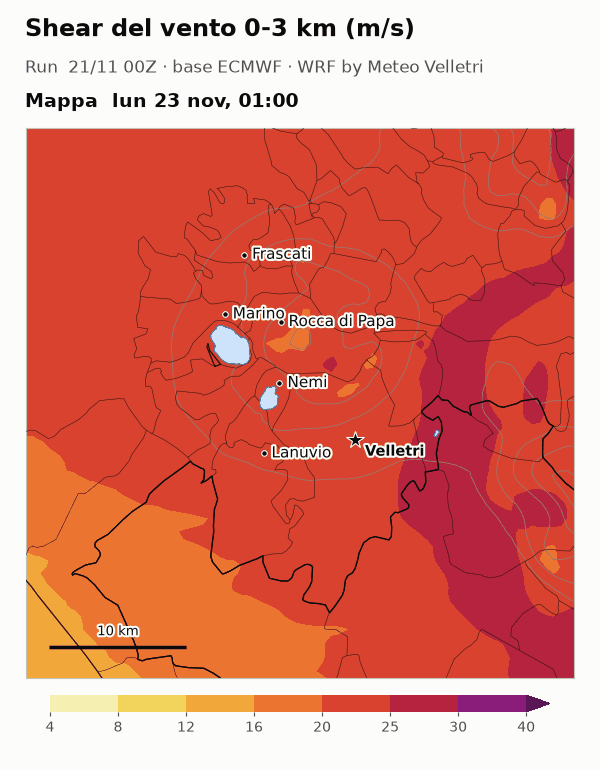 Shear del vento 0-3 km (m/s)
Run  21/11 00Z · base ECMWF · WRF by Meteo Velletri
Mappa  lun 23 nov, 01:00
Frascati
Marino
Rocca di Papa
Nemi
Velletri
Lanuvio
10 km
4 8 12 16 20 25 30 40